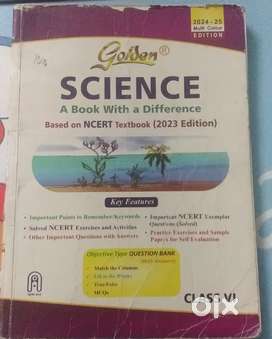 2024-25
Multi Colour
EDITION
Golden®
SCIENCE
A Book With a Difference
Based on NCERT Textbook (2023 Edition)
Key Features
• Important Points to Remember/Keywords
• Solved NCERT Exercises and Activities
• Other Important Questions with Answers
• Important NCERT Exemplar
Questions (Solved)
• Practice Exercises and Sample
Papers for Self Evaluation
Objective Type QUESTION BANK
(With Answers)
✓ Match the Columns
✓ Fill in the Blanks
✓ True/False
✓ MCQs
CLASS VI
olx